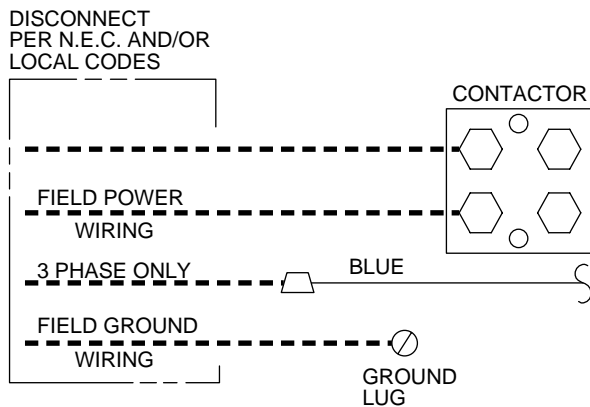 DISCONNECT
PER N.E.C. AND/OR
LOCAL CODES
CONTACTOR
FIELD POWER
WIRING
3 PHASE ONLY
BLUE
FIELD GROUND
WIRING
GROUND
LUG